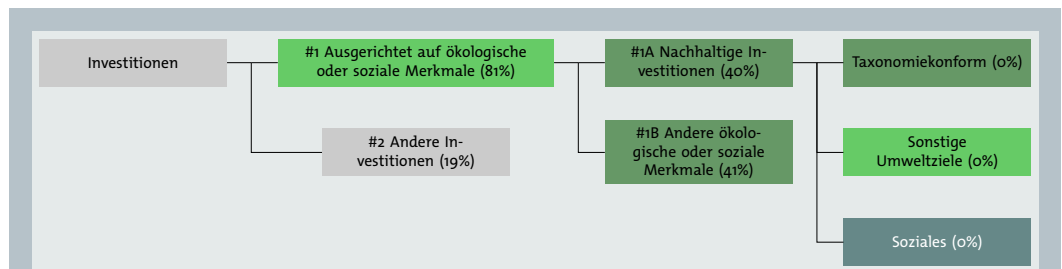 Investitionen
#1 Ausgerichtet auf ökologische
oder soziale Merkmale (81%)
#1A Nachhaltige In-
vestitionen (40%)
Taxonomiekonform (0%)
#2 Andere In-
vestitionen (19%)
#1B Andere ökolo-
gische oder soziale
Merkmale (41%)
Sonstige
Umweltziele (0%)
Soziales (0%)